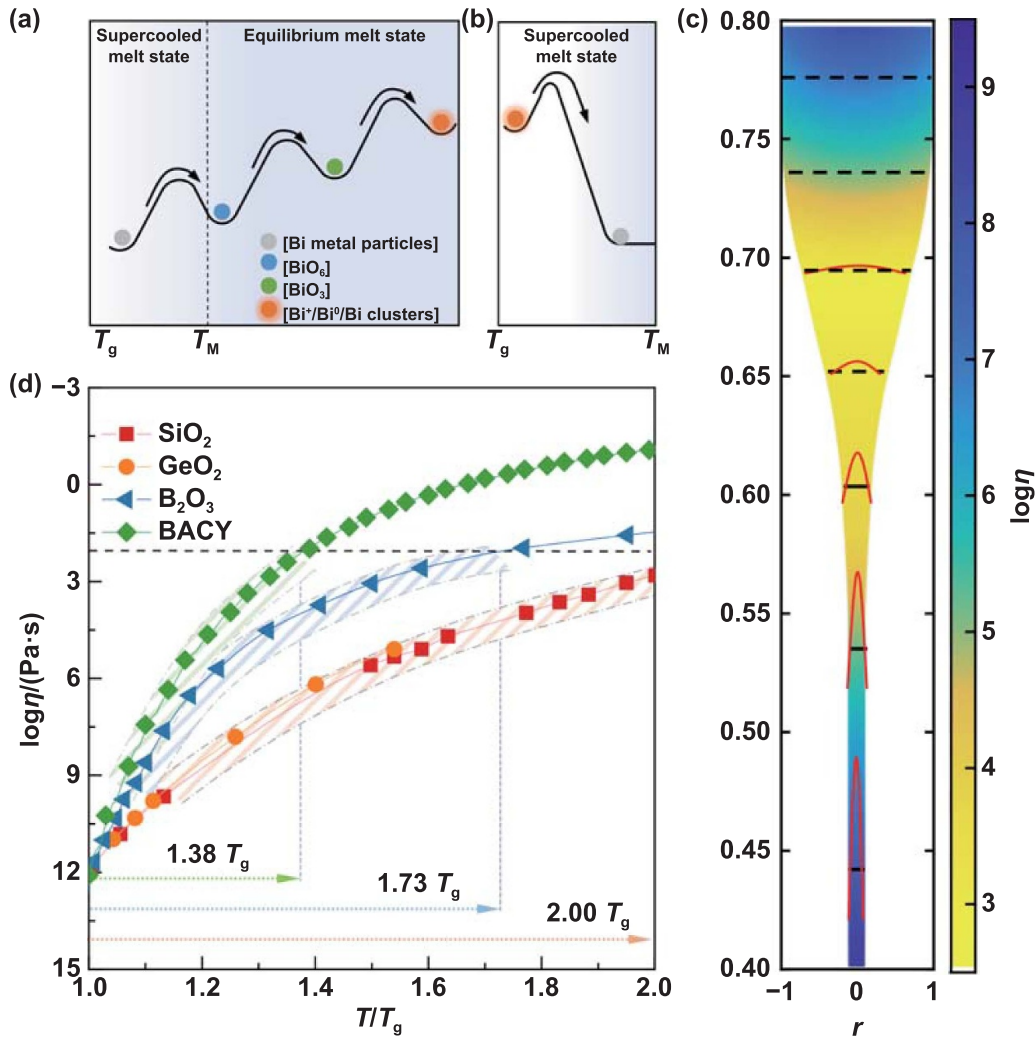 (a)
Supercooled
melt state
Equilibrium melt state
[Bi metal particles]
[BiO₆]
[BiO₃]
[Bi⁺/Bi⁰/Bi clusters]
Tg
TM
(b)
Supercooled
melt state
Tg
TM
(c)
0.80
0.75
0.70
0.65
0.60
0.55
0.50
0.45
0.40
−1
0
1
r
9
8
7
6
5
4
3
logη
(d)
−3
0
3
6
9
12
15
logη/(Pa·s)
SiO₂
GeO₂
B₂O₃
BACY
1.38 Tg
1.73 Tg
2.00 Tg
1.0
1.2
1.4
1.6
1.8
2.0
T/Tg